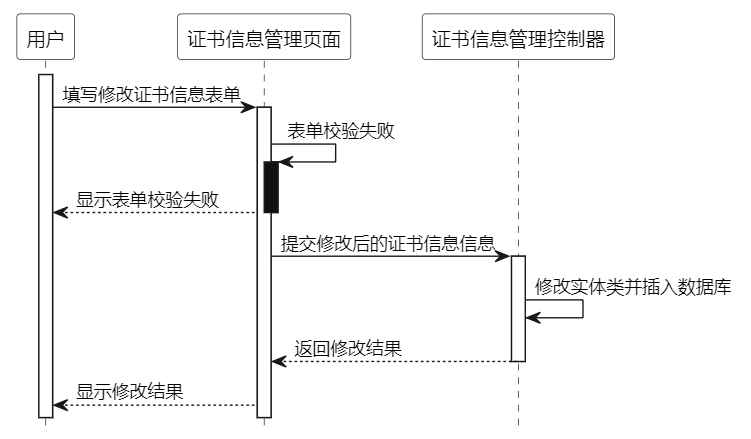 用户
证书信息管理页面
证书信息管理控制器
填写修改证书信息表单
表单校验失败
显示表单校验失败
提交修改后的证书信息信息
修改实体类并插入数据库
返回修改结果
显示修改结果